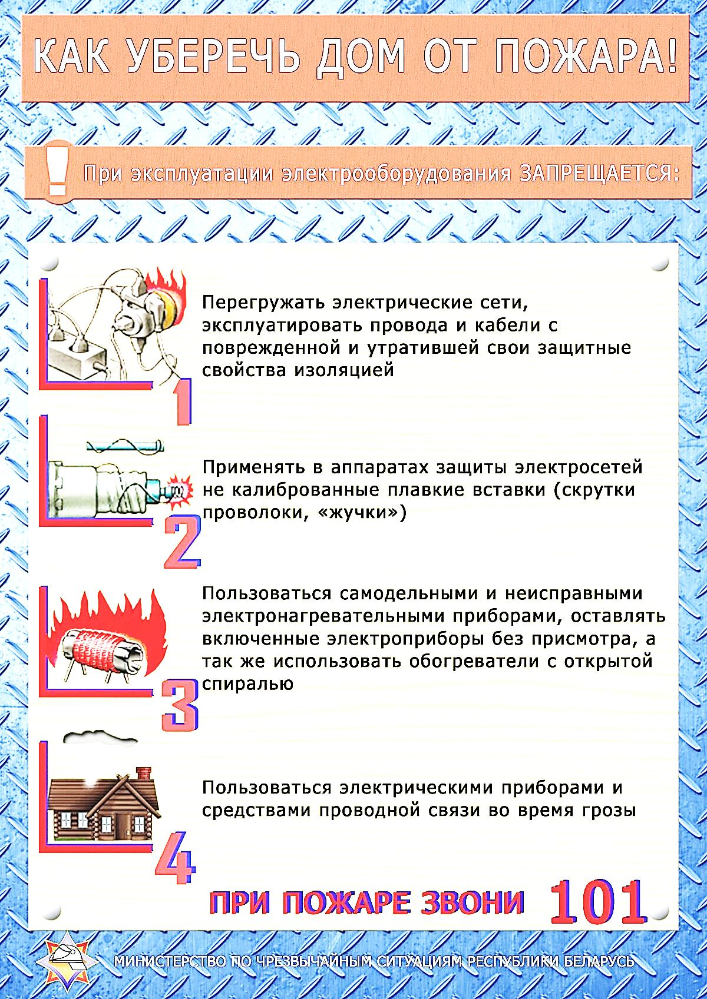 КАК УБЕРЕЧЬ ДОМ ОТ ПОЖАРА!
! При эксплуатации электрооборудования ЗАПРЕЩАЕТСЯ:
Перегружать электрические сети,
эксплуатировать провода и кабели с
поврежденной и утратившей свои защитные
свойства изоляцией
1
Применять в аппаратах защиты электросетей
не калиброванные плавкие вставки (скрутки
проволоки, «жучки»)
2
Пользоваться самодельными и неисправными
электронагревательными приборами, оставлять
включенные электроприборы без присмотра, а
так же использовать обогреватели с открытой
спиралью
3
Пользоваться электрическими приборами и
средствами проводной связи во время грозы
4
ПРИ ПОЖАРЕ ЗВОНИ 101
МИНИСТЕРСТВО ПО ЧРЕЗВЫЧАЙНЫМ СИТУАЦИЯМ РЕСПУБЛИКИ БЕЛАРУСЬ